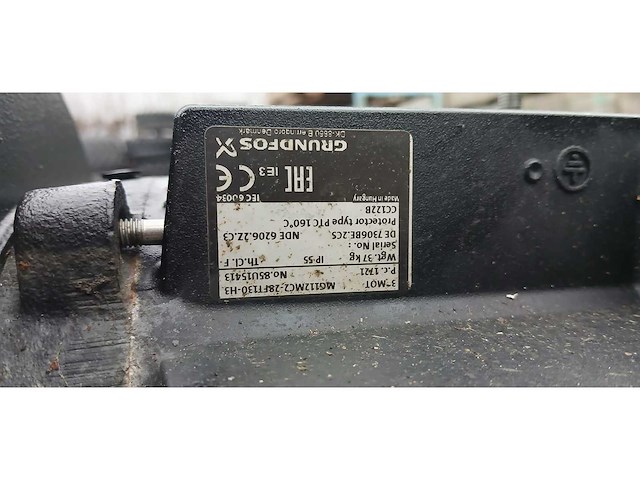 3~MOT MG112MC2-28FT130-H3
P.c. 1721 No.85U15413
Wgt. 37 kg IP-55 Th.Cl. F
Serial No.:
DE 7306BE.2CS. NDE 6206.2Z.C3
Protector type PTC 160°C
CC122B IEC 60034
Made in Hungary
EAC IE3 CE
GRUNDFOS X
DK-8850 Bjerringbro Denmark